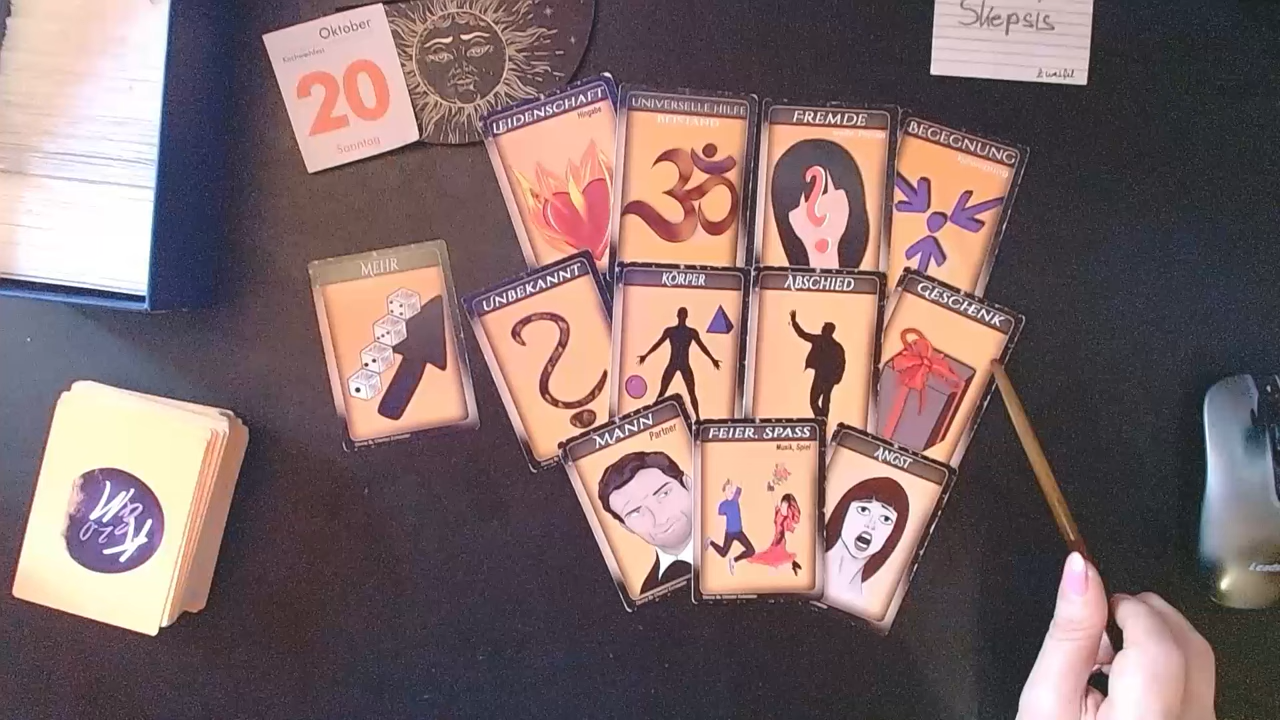 Oktober
20
Sonntag
Skepsis
Zweifel
LEIDENSCHAFT
Hingabe
UNIVERSELLE HILFE
BEISTAND
FREMDE
BEGEGNUNG
MEHR
UNBEKANNT
KÖRPER
ABSCHIED
GESCHENK
MANN
Partner
FEIER, SPASS
Musik, Spiel
ANGST